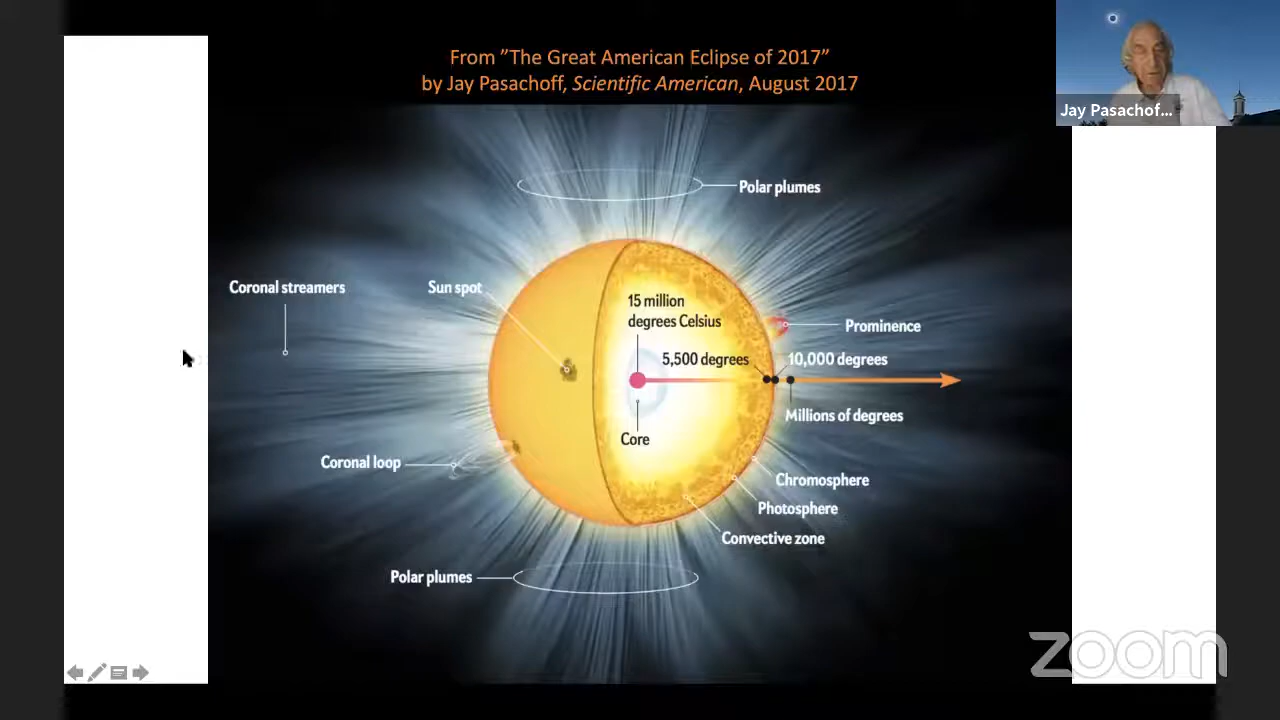 From ”The Great American Eclipse of 2017”
by Jay Pasachoff, Scientific American, August 2017
Jay Pasachof...
Polar plumes
Coronal streamers
Sun spot
15 million
degrees Celsius
Prominence
5,500 degrees
10,000 degrees
Millions of degrees
Core
Coronal loop
Chromosphere
Photosphere
Convective zone
Polar plumes
zoom